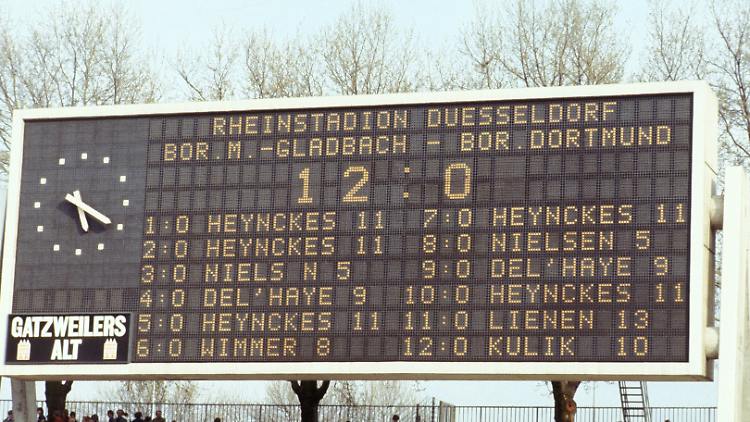 RHEINSTADION DUESSELDORF
BOR.M.-GLADBACH - BOR.DORTMUND
12:0
1:0 HEYNCKES 11 7:0 HEYNCKES 11
2:0 HEYNCKES 11 8:0 NIELSEN 5
3:0 NIELS N 5 9:0 DEL'HAYE 9
4:0 DEL'HAYE 9 10:0 HEYNCKES 11
5:0 HEYNCKES 11 11:0 LIENEN 13
6:0 WIMMER 8 12:0 KULIK 10
GATZWEILERS
ALT